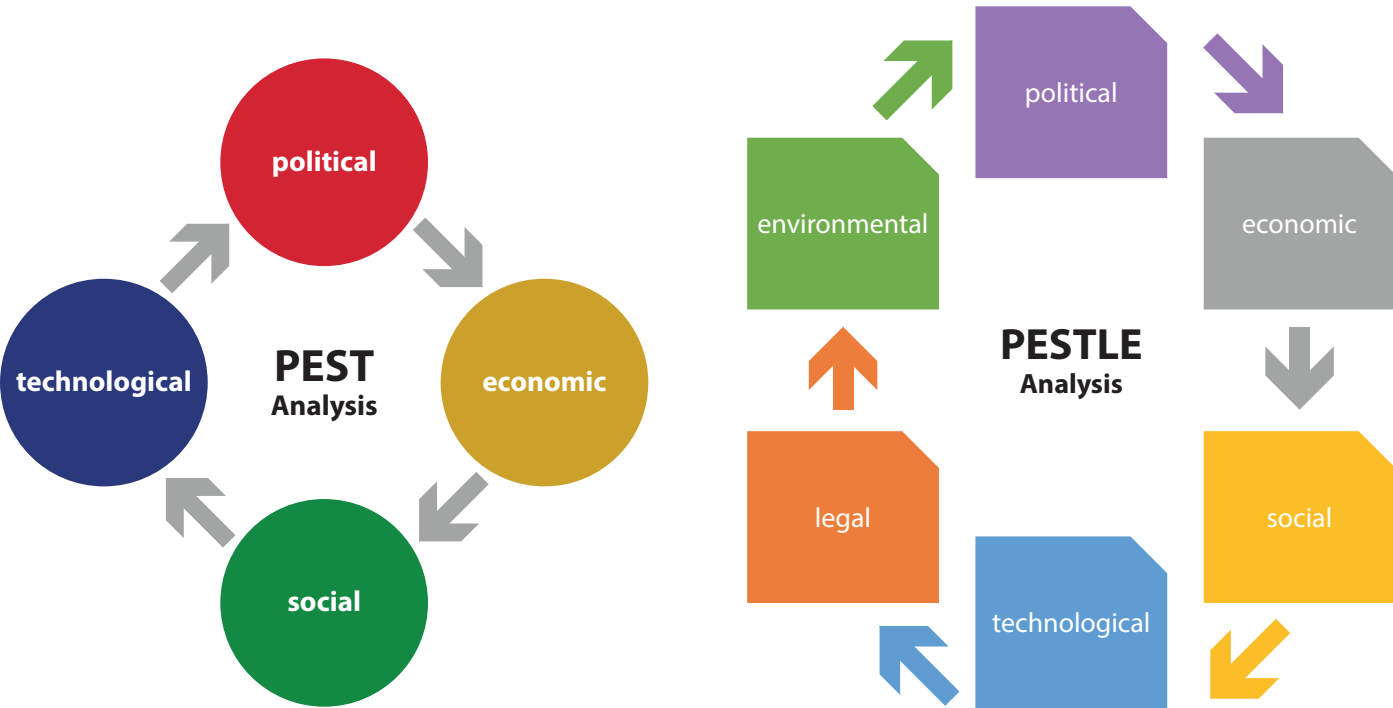 political
technological
PEST
Analysis
economic
social
political
environmental
economic
PESTLE
Analysis
legal
social
technological